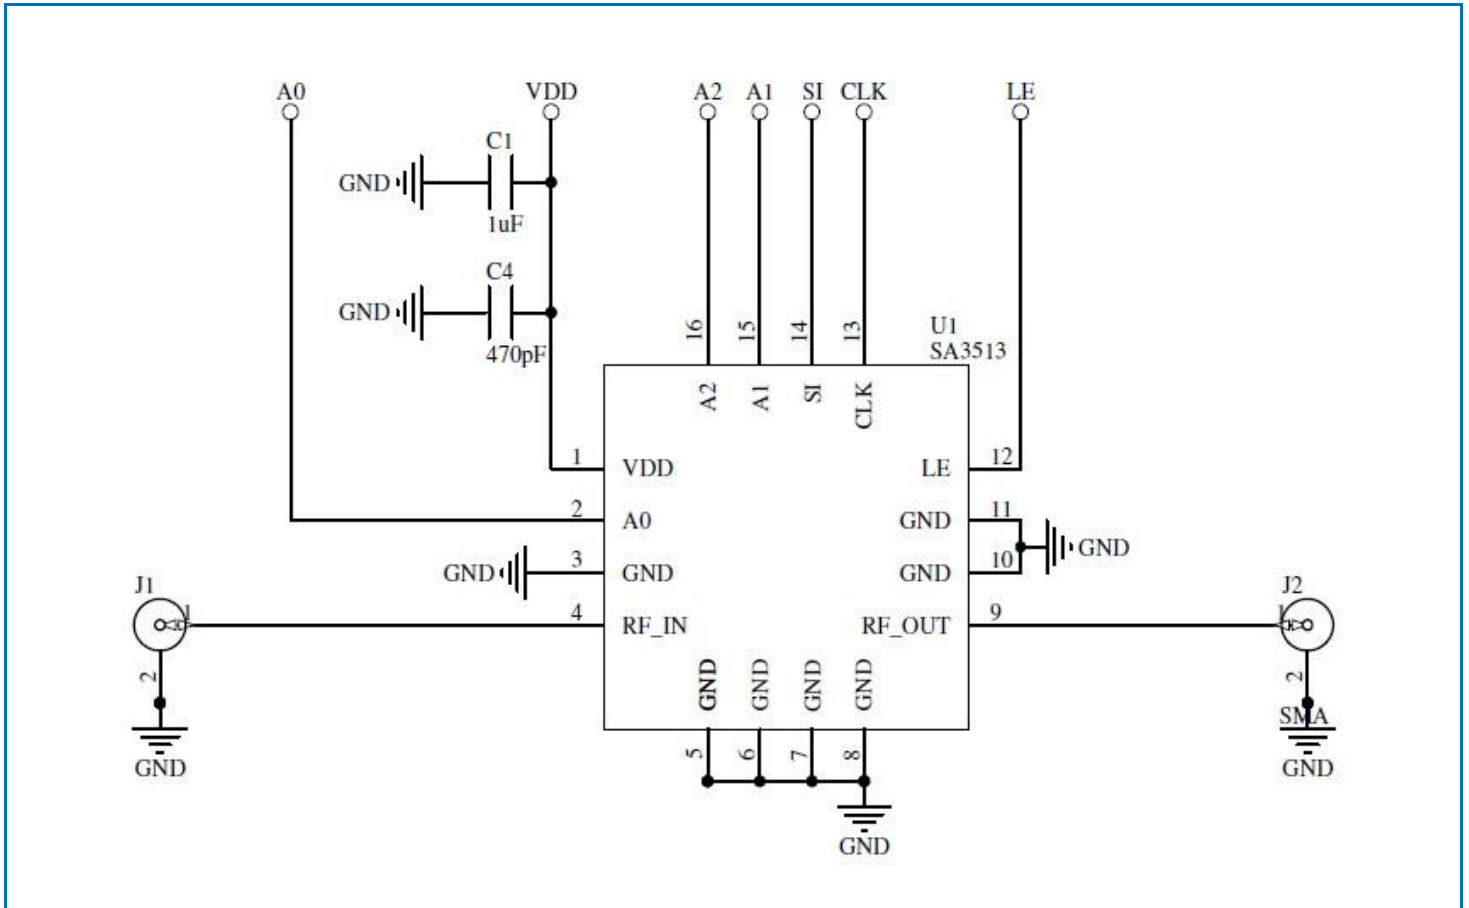 A0 VDD A2 A1 SI CLK LE
C1
GND
1uF
C4
GND
470pF
16 15 14 13
U1
SA3513
A2 A1 SI CLK
1 VDD LE 12
2 A0 GND 11
GND
GND 3 GND GND 10
J1 J2
1 4 RF_IN RF_OUT 9 1
GND GND GND GND
2 2
SMA
5 6 7 8
GND GND
GND